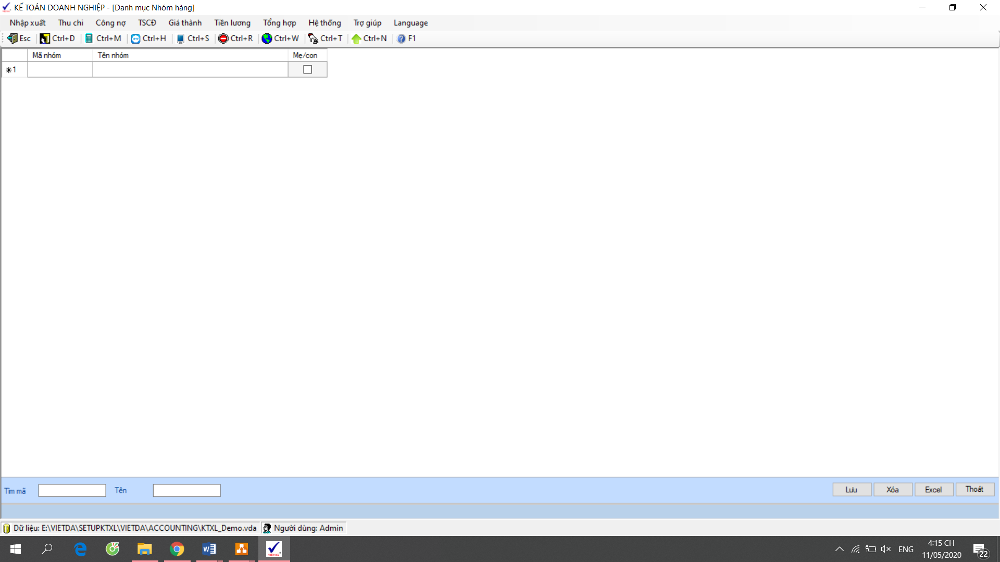 KẾ TOÁN DOANH NGHIỆP - [Danh mục Nhóm hàng]
Nhập xuất Thu chi Công nợ TSCĐ Giá thành Tiền lương Tổng hợp Hệ thống Trợ giúp Language
Esc Ctrl+D Ctrl+M Ctrl+H Ctrl+S Ctrl+R Ctrl+W Ctrl+T Ctrl+N F1
Mã nhóm Tên nhóm Mẹ/con
1
Tìm mã Tên Lưu Xóa Excel Thoát
Dữ liệu: E:\VIETDA\SETUPKTXL\VIETDA\ACCOUNTING\KTXL_Demo.vda Người dùng: Admin
ENG 4:15 CH
11/05/2020 22